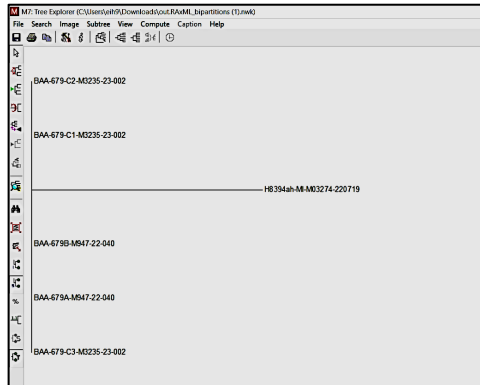 M7: Tree Explorer (C:\Users\eih9\Downloads\out.RAxML_bipartitions (1).nwk)
File Search Image Subtree View Compute Caption Help
BAA-679-C2-M3235-23-002
BAA-679-C1-M3235-23-002
H8394ah-MI-M03274-220719
BAA-679B-M947-22-040
BAA-679A-M947-22-040
%
BAA-679-C3-M3235-23-002